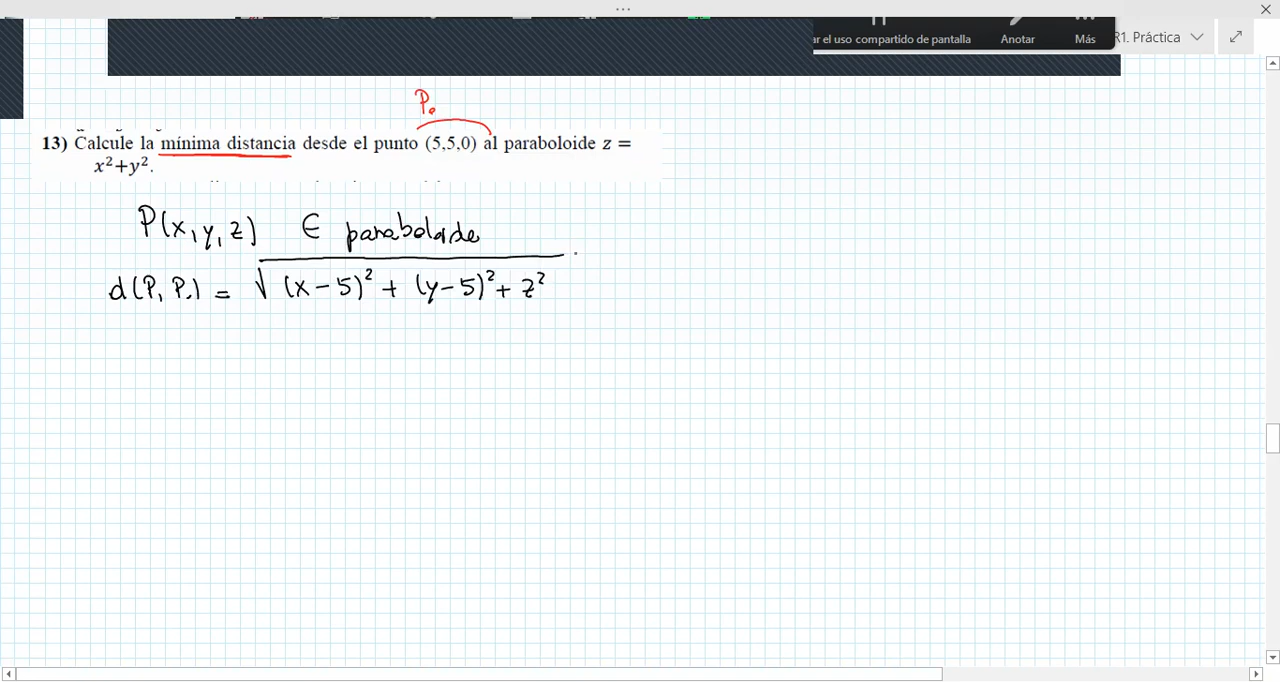 ...
ar el uso compartido de pantalla
Anotar
Más
R1. Práctica
P₀
13) Calcule la mínima distancia desde el punto (5,5,0) al paraboloide z =
x²+y².
P(x,y,z) ∈ paraboloide
d(P, P₀) = √(x-5)² + (y-5)² + z²